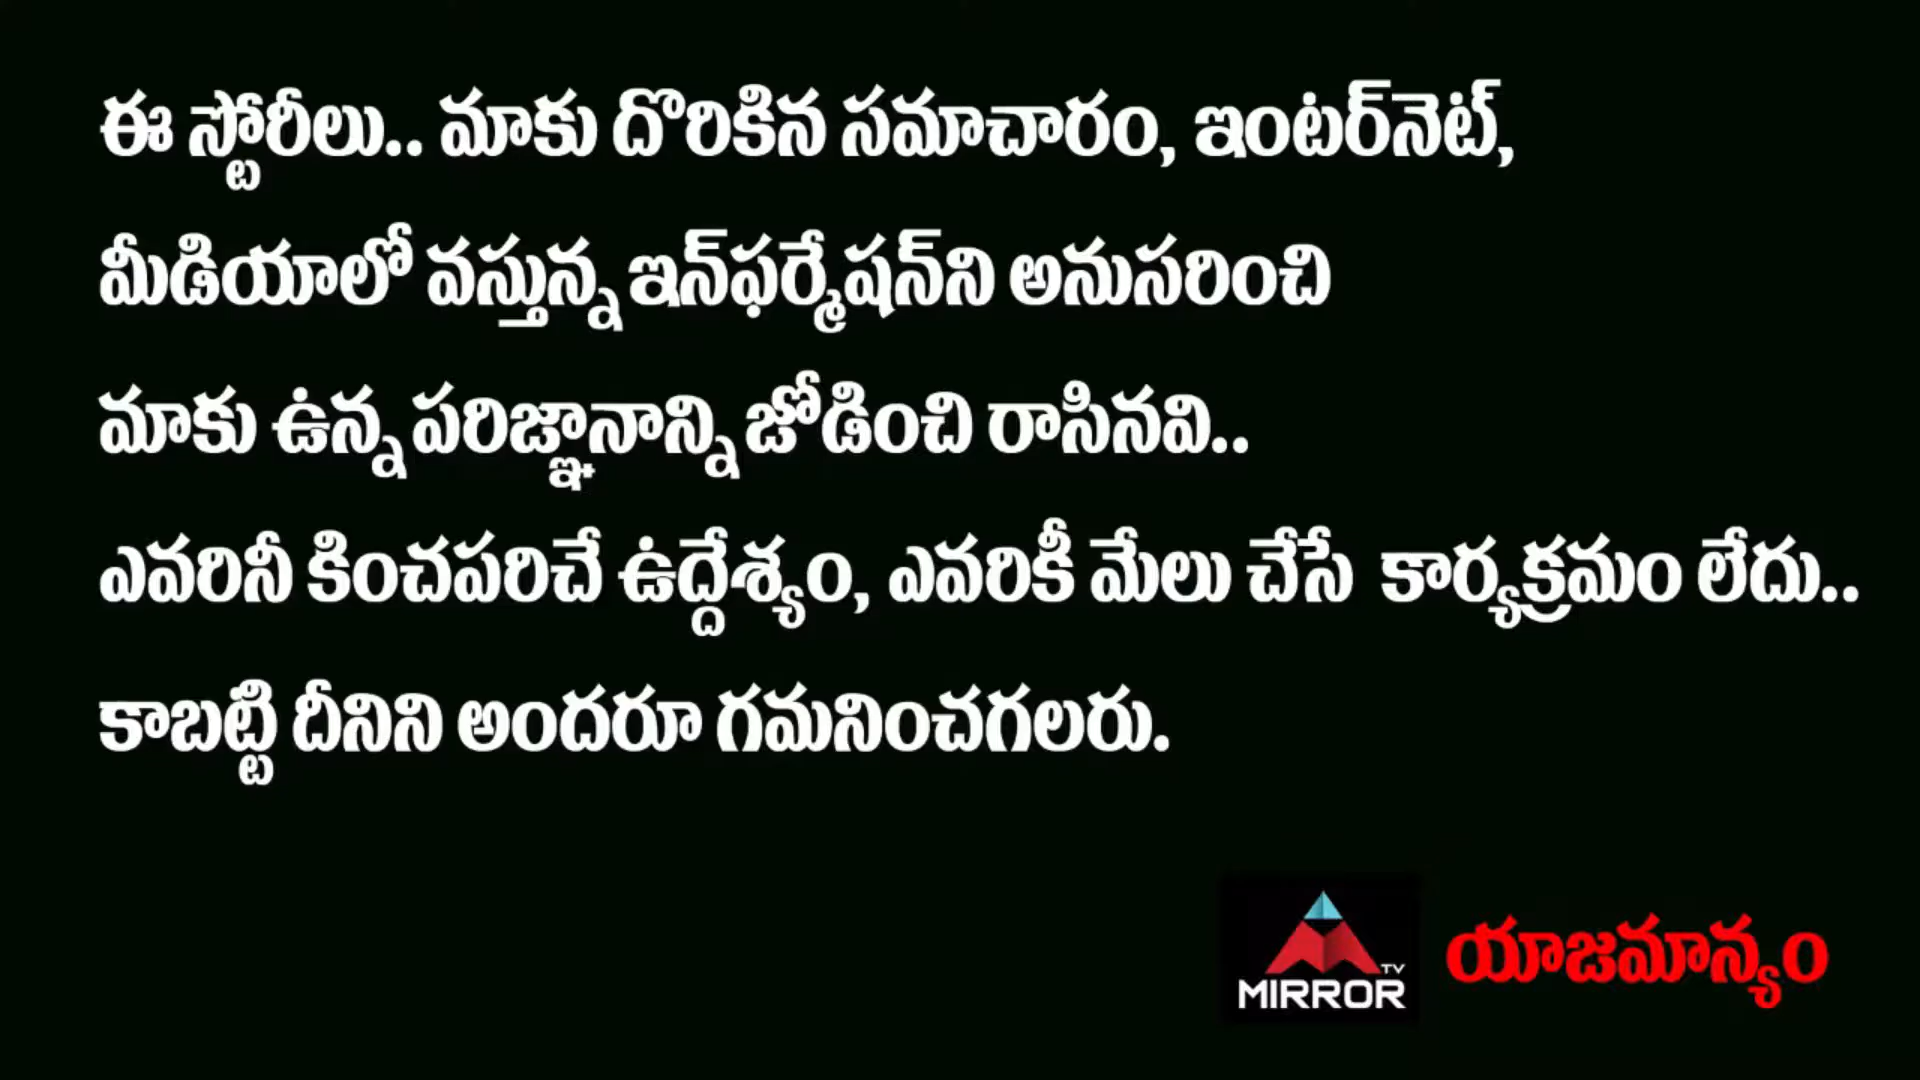 ఈ స్టోరీలు.. మాకు దొరికిన సమాచారం, ఇంటర్‌నెట్,
మీడియాలో వస్తున్న ఇన్‌ఫర్మేషన్‌ని అనుసరించి
మాకు ఉన్న పరిజ్ఞానాన్ని జోడించి రాసినవి..
ఎవరినీ కించపరిచే ఉద్దేశ్యం, ఎవరికీ మేలు చేసే కార్యక్రమం లేదు..
కాబట్టి దీనిని అందరూ గమనించగలరు.
TV
MIRROR
యాజమాన్యం